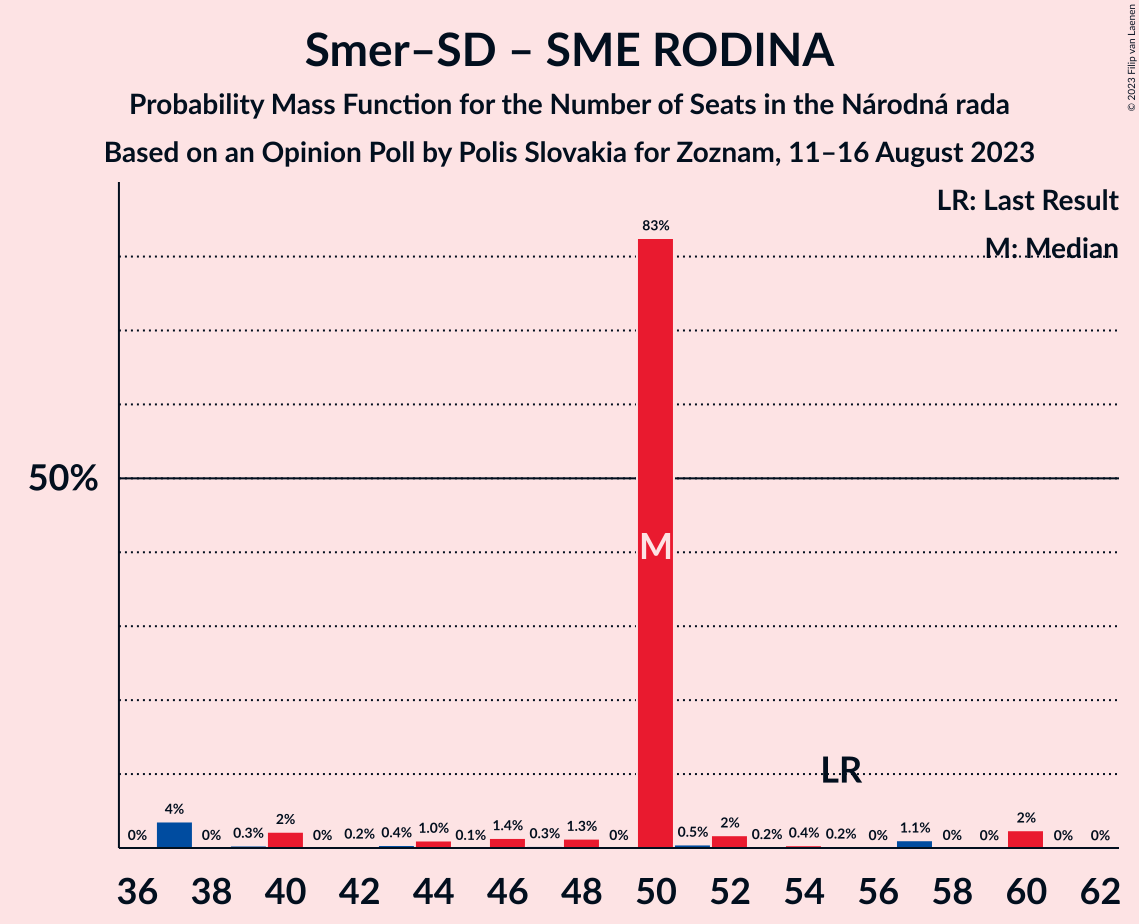 Smer–SD – SME RODINA
Probability Mass Function for the Number of Seats in the Národná rada
Based on an Opinion Poll by Polis Slovakia for Zoznam, 11–16 August 2023
© 2023 Filip van Laenen
LR: Last Result
M: Median
50%
83%
M
LR
0% 4% 0% 0.3% 2% 0% 0.2% 0.4% 1.0% 0.1% 1.4% 0.3% 1.3% 0% 0.5% 2% 0.2% 0.4% 0.2% 0% 1.1% 0% 0% 2% 0% 0%
36 38 40 42 44 46 48 50 52 54 56 58 60 62